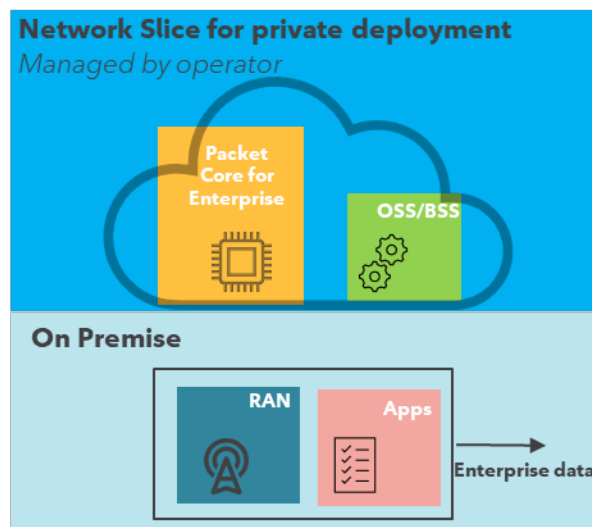 Network Slice for private deployment
Managed by operator
Packet
Core for
Enterprise
OSS/BSS
On Premise
RAN
Apps
Enterprise data